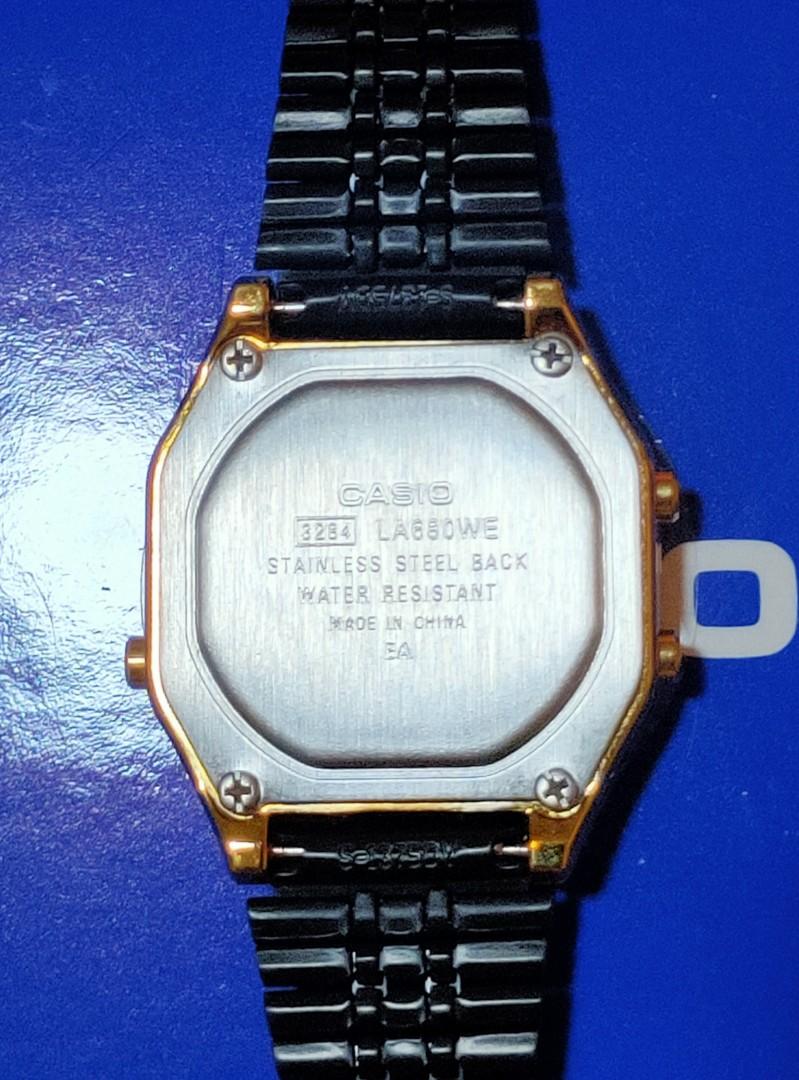 CASIO
3284 LA680WE
STAINLESS STEEL BACK
WATER RESISTANT
MADE IN CHINA
EA
O